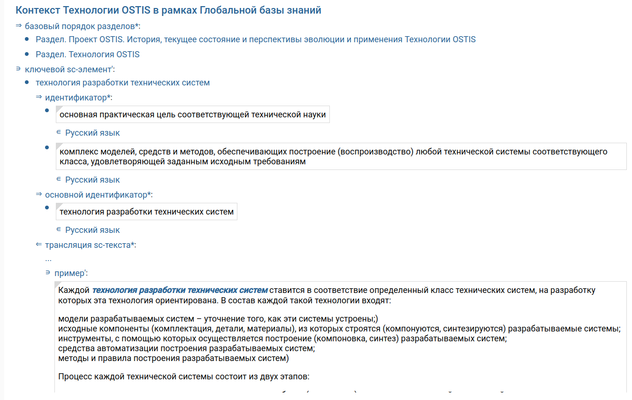 Контекст Технологии OSTIS в рамках Глобальной базы знаний
⇒ базовый порядок разделов*:
• Раздел. Проект OSTIS. История, текущее состояние и перспективы эволюции и применения Технологии OSTIS
• Раздел. Технология OSTIS
∋ ключевой sc-элемент':
• технология разработки технических систем
⇒ идентификатор*:
• основная практическая цель соответствующей технической науки
∈ Русский язык
• комплекс моделей, средств и методов, обеспечивающих построение (воспроизводство) любой технической системы соответствующего
класса, удовлетворяющей заданным исходным требованиям
∈ Русский язык
⇒ основной идентификатор*:
• технология разработки технических систем
∈ Русский язык
⇐ трансляция sc-текста*:
...
∋ пример':
Каждой технология разработки технических систем ставится в соответствие определенный класс технических систем, на разработку
которых эта технология ориентирована. В состав каждой такой технологии входят:
модели разрабатываемых систем – уточнение того, как эти системы устроены;)
исходные компоненты (комплектация, детали, материалы), из которых строятся (компонуются, синтезируются) разрабатываемые системы;
инструменты, с помощью которых осуществляется построение (компоновка, синтез) разрабатываемых систем;
средства автоматизации построения разрабатываемых систем;
методы и правила построения разрабатываемых систем)
Процесс каждой технической системы состоит из двух этапов: